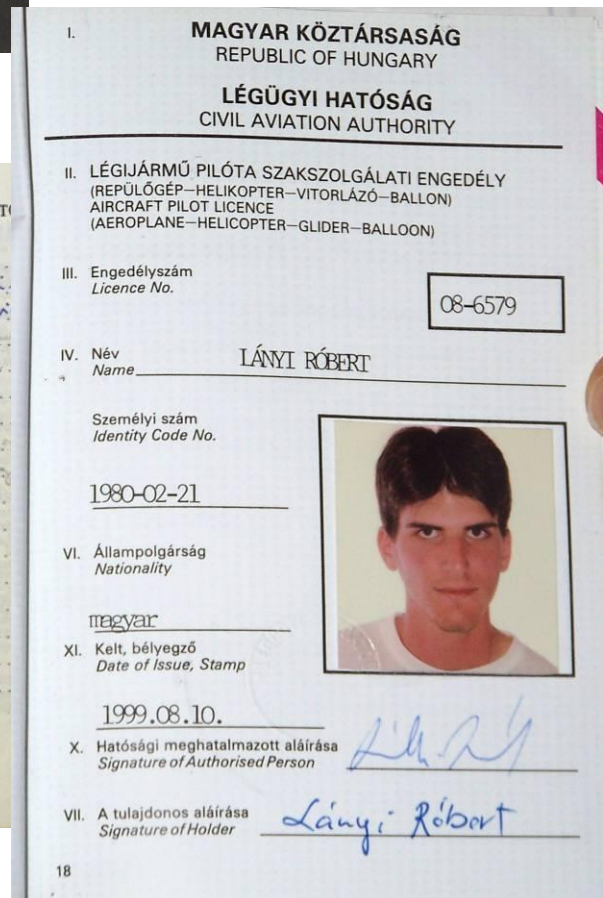 I. MAGYAR KÖZTÁRSASÁG
REPUBLIC OF HUNGARY
LÉGÜGYI HATÓSÁG
CIVIL AVIATION AUTHORITY
II. LÉGIJÁRMŰ PILÓTA SZAKSZOLGÁLATI ENGEDÉLY
(REPÜLŐGÉP–HELIKOPTER–VITORLÁZÓ–BALLON)
AIRCRAFT PILOT LICENCE
(AEROPLANE–HELICOPTER–GLIDER–BALLOON)
III. Engedélyszám
Licence No.
08-6579
IV. Név
Name LÁNYI RÓBERT
Személyi szám
Identity Code No.
1980-02-21
VI. Állampolgárság
Nationality
magyar
XI. Kelt, bélyegző
Date of Issue, Stamp
1999.08.10.
X. Hatósági meghatalmazott aláírása
Signature of Authorised Person
VII. A tulajdonos aláírása
Signature of Holder Lányi Róbert
18